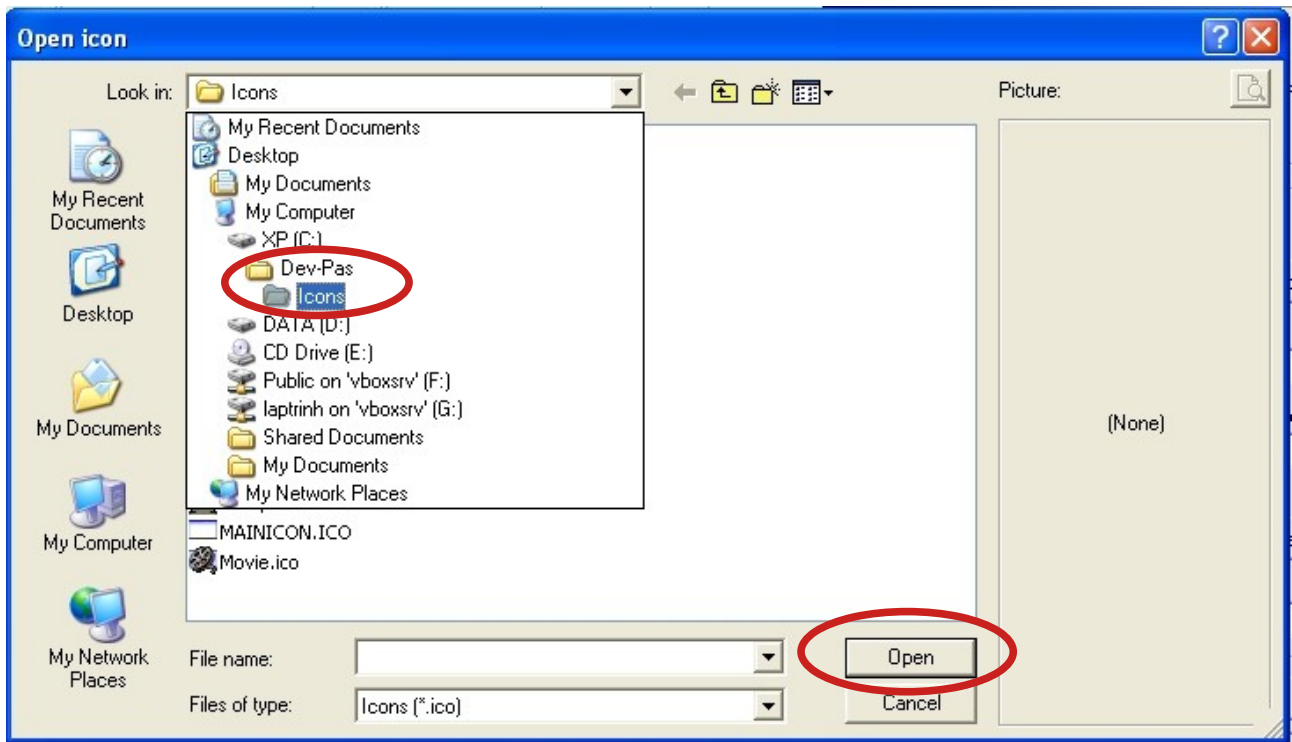 Open icon
Look in:
Icons
Picture:
My Recent Documents
Desktop
My Documents
My Computer
XP (C:)
Dev-Pas
Icons
DATA (D:)
CD Drive (E:)
Public on 'vboxsrv' (F:)
laptrinh on 'vboxsrv' (G:)
Shared Documents
My Documents
My Network Places
MAINICON.ICO
Movie.ico
My Recent
Documents
Desktop
My Documents
My Computer
My Network
Places
(None)
File name:
Open
Files of type:
Icons (*.ico)
Cancel